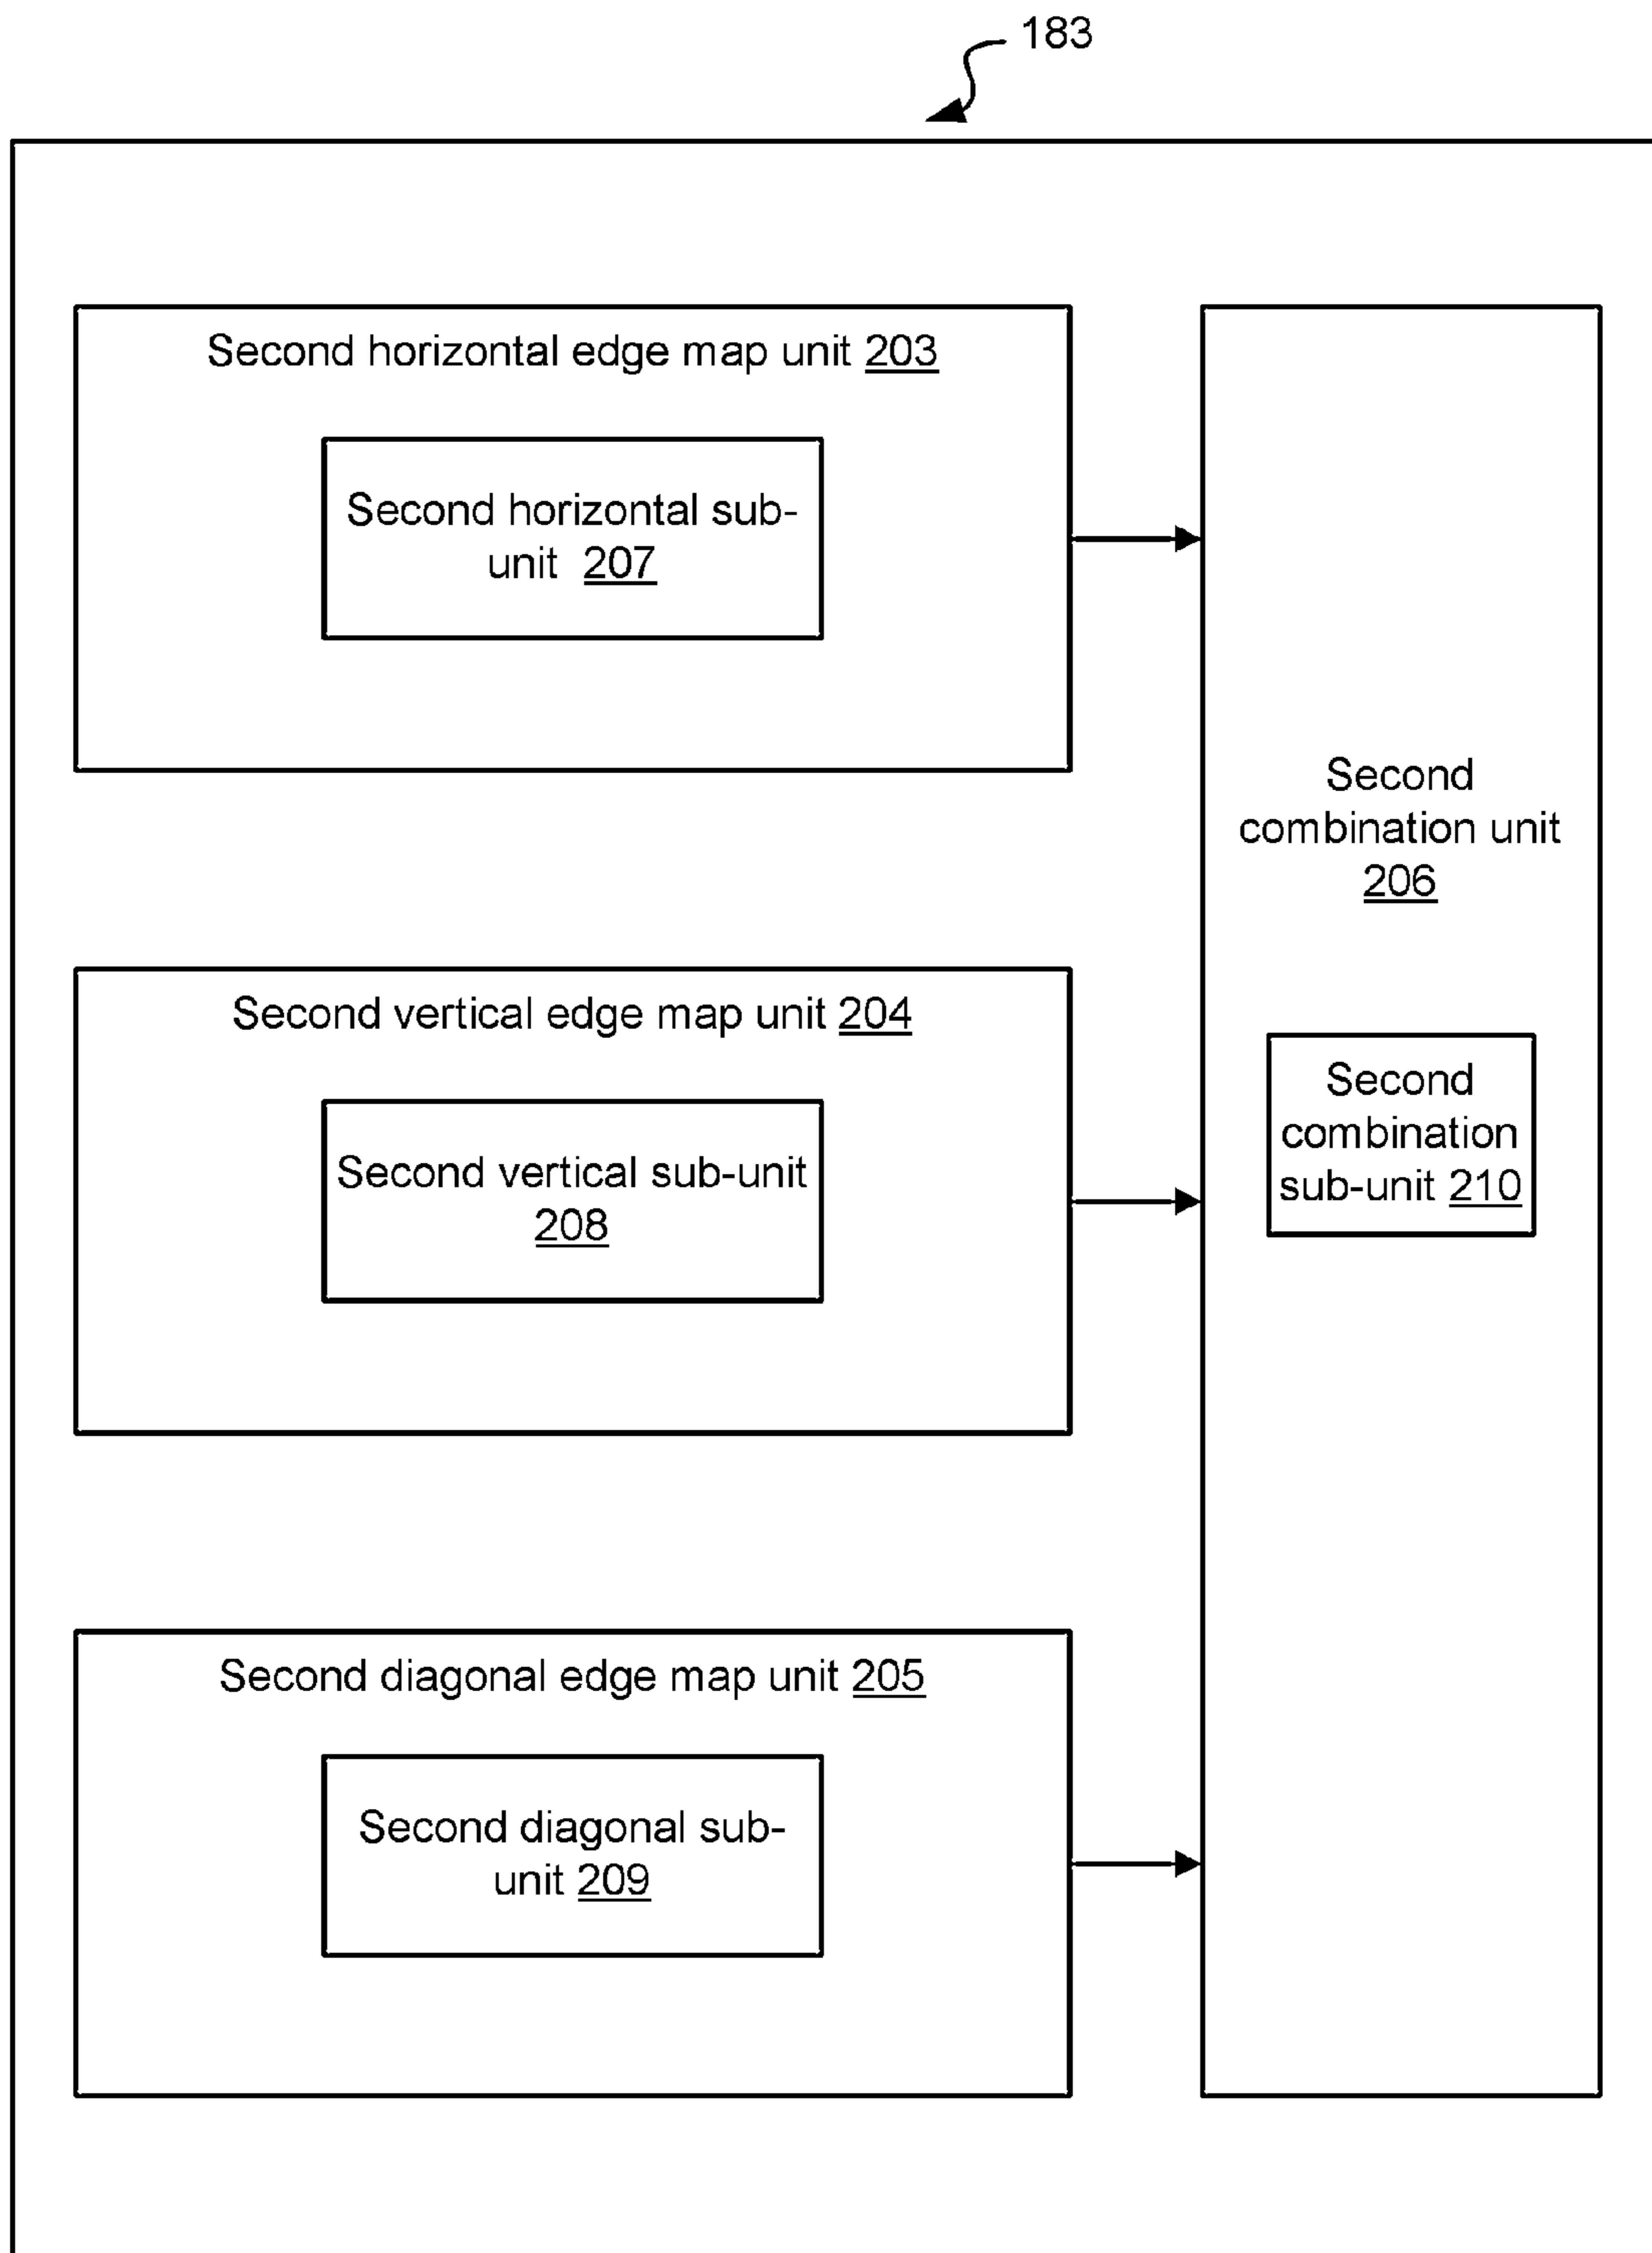 183
Second horizontal edge map unit 203
Second horizontal sub-
unit 207
Second
combination unit
206
Second vertical edge map unit 204
Second vertical sub-unit
208
Second
combination
sub-unit 210
Second diagonal edge map unit 205
Second diagonal sub-
unit 209